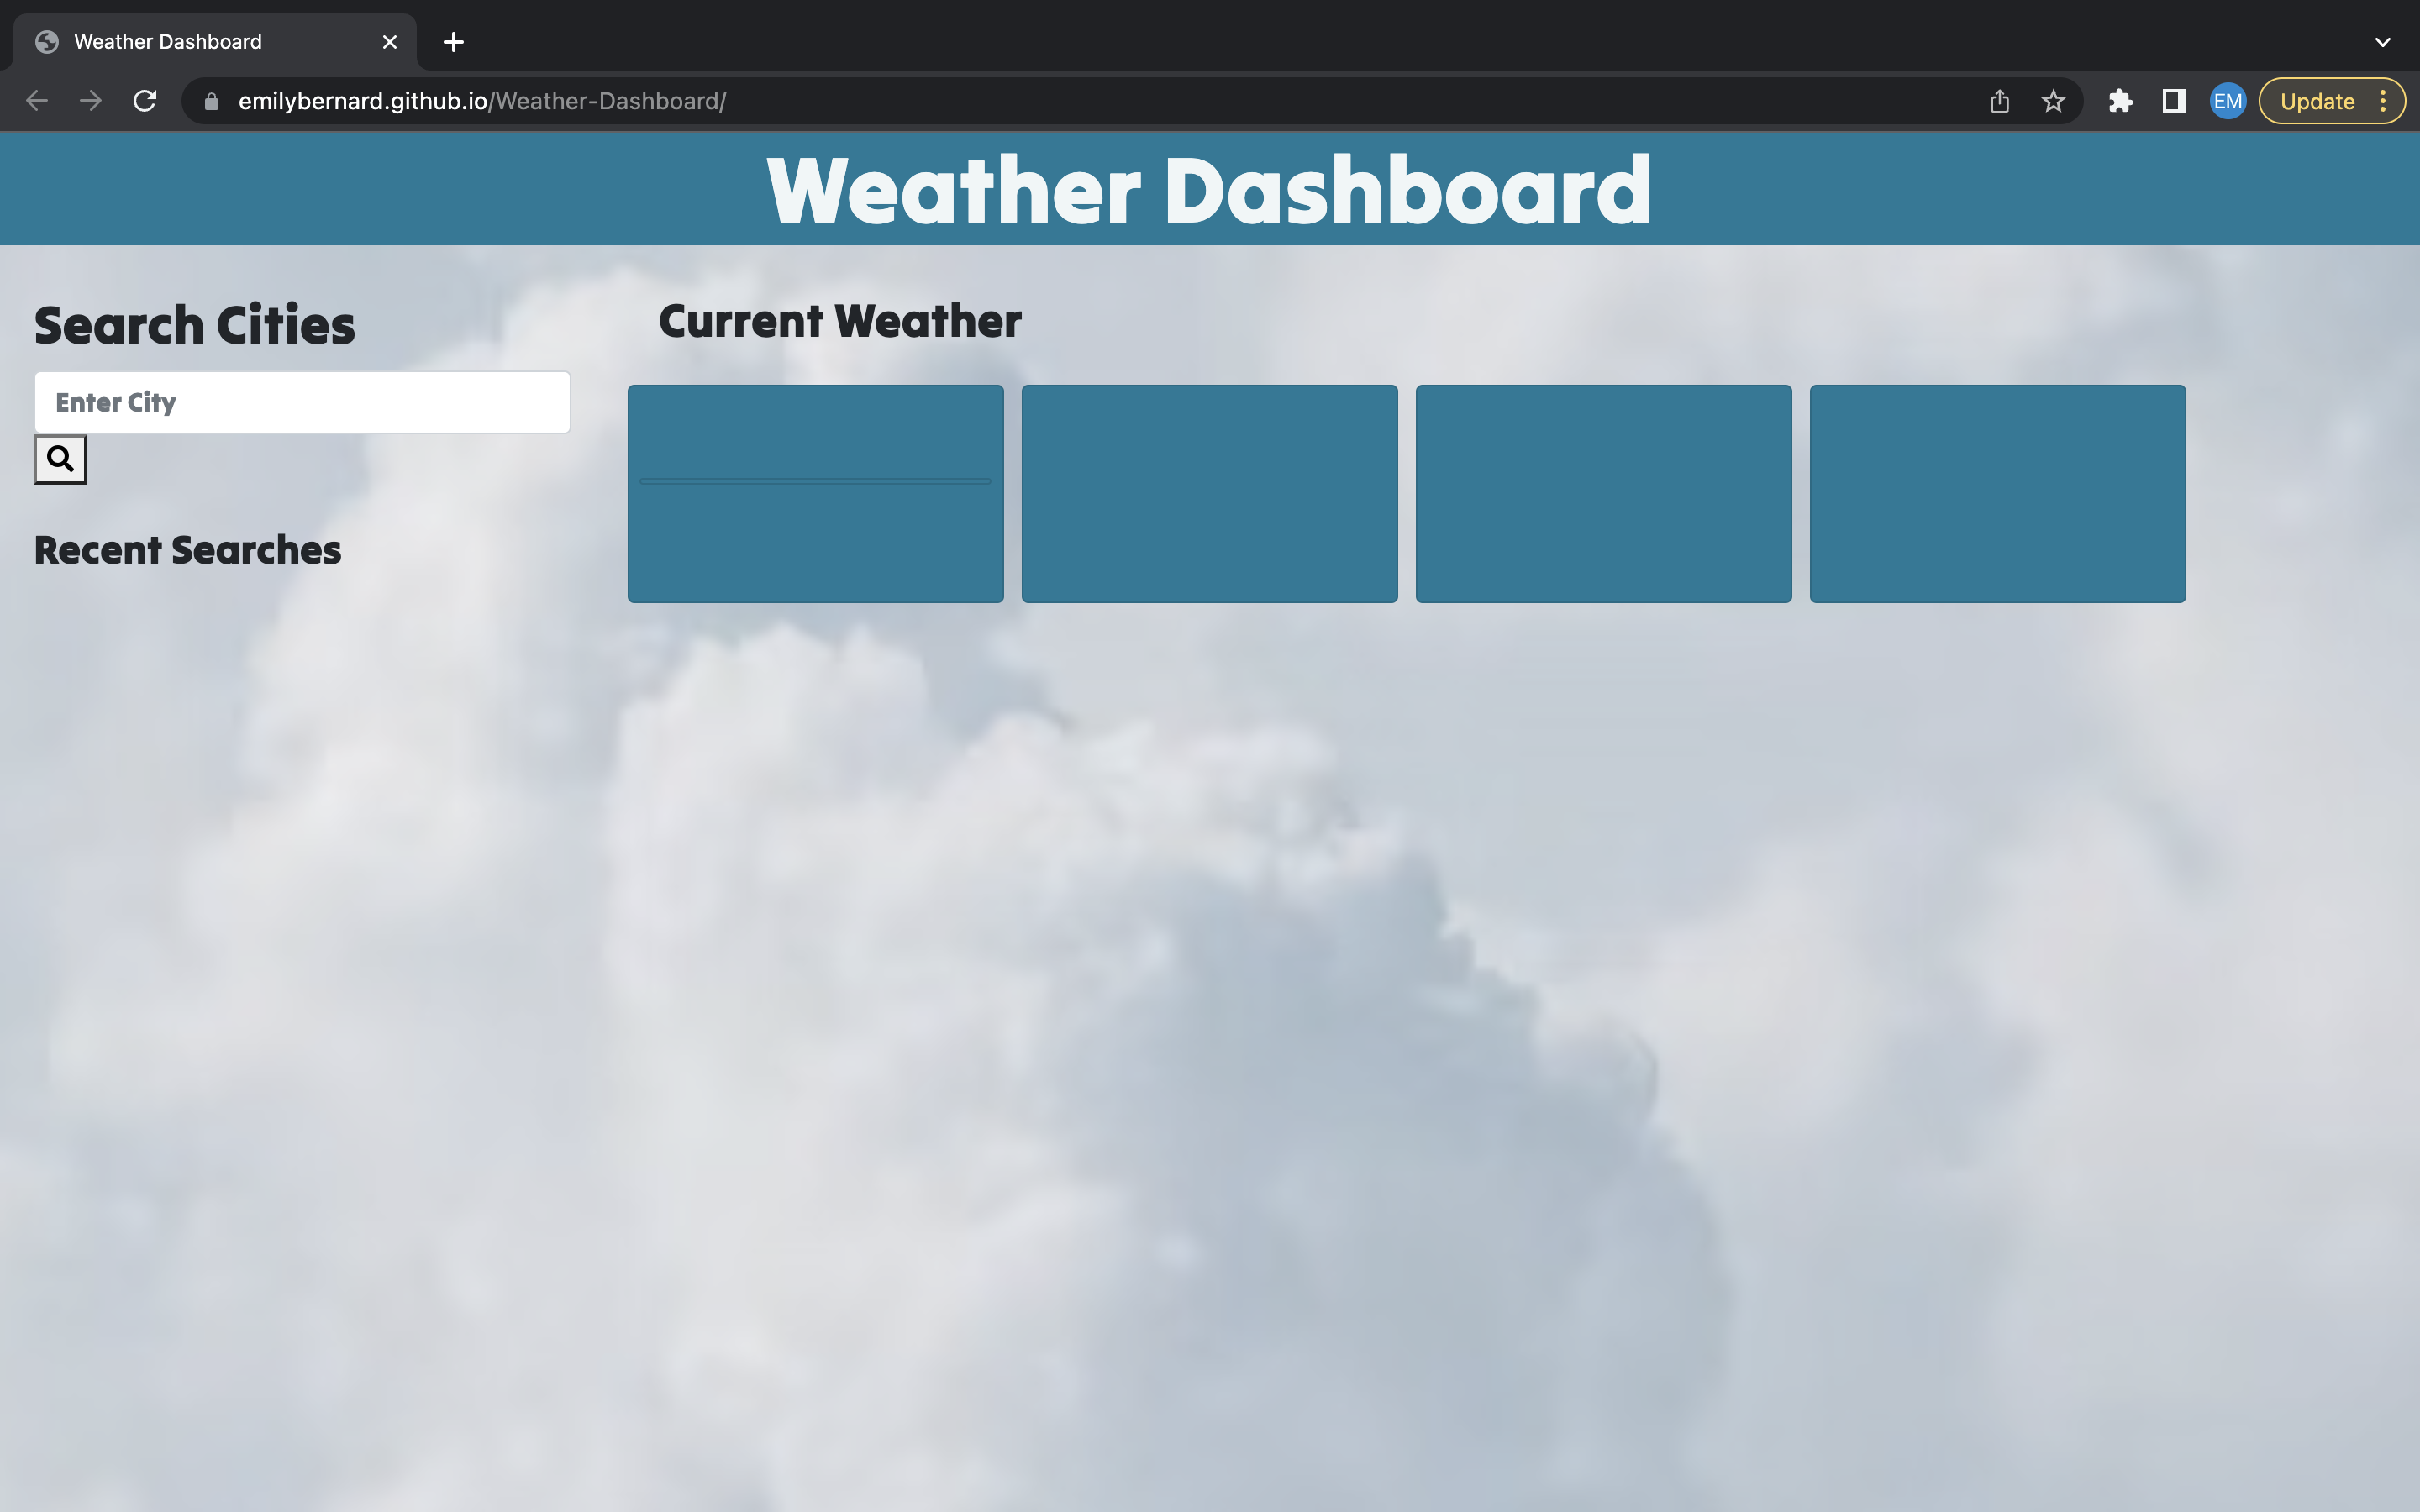 Weather Dashboard
emilybernard.github.io/Weather-Dashboard/
EM
Update
Weather Dashboard
Search Cities
Current Weather
Enter City
Recent Searches